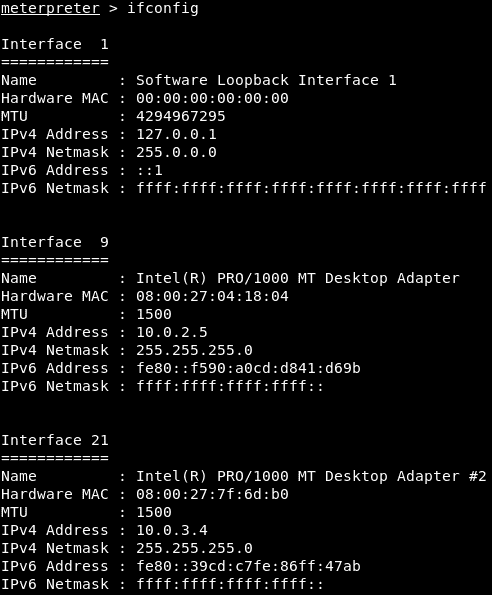 meterpreter > ifconfig
Interface  1
============
Name         : Software Loopback Interface 1
Hardware MAC : 00:00:00:00:00:00
MTU          : 4294967295
IPv4 Address : 127.0.0.1
IPv4 Netmask : 255.0.0.0
IPv6 Address : ::1
IPv6 Netmask : ffff:ffff:ffff:ffff:ffff:ffff:ffff:ffff
Interface  9
============
Name         : Intel(R) PRO/1000 MT Desktop Adapter
Hardware MAC : 08:00:27:04:18:04
MTU          : 1500
IPv4 Address : 10.0.2.5
IPv4 Netmask : 255.255.255.0
IPv6 Address : fe80::f590:a0cd:d841:d69b
IPv6 Netmask : ffff:ffff:ffff:ffff::
Interface 21
============
Name         : Intel(R) PRO/1000 MT Desktop Adapter #2
Hardware MAC : 08:00:27:7f:6d:b0
MTU          : 1500
IPv4 Address : 10.0.3.4
IPv4 Netmask : 255.255.255.0
IPv6 Address : fe80::39cd:c7fe:86ff:47ab
IPv6 Netmask : ffff:ffff:ffff:ffff::